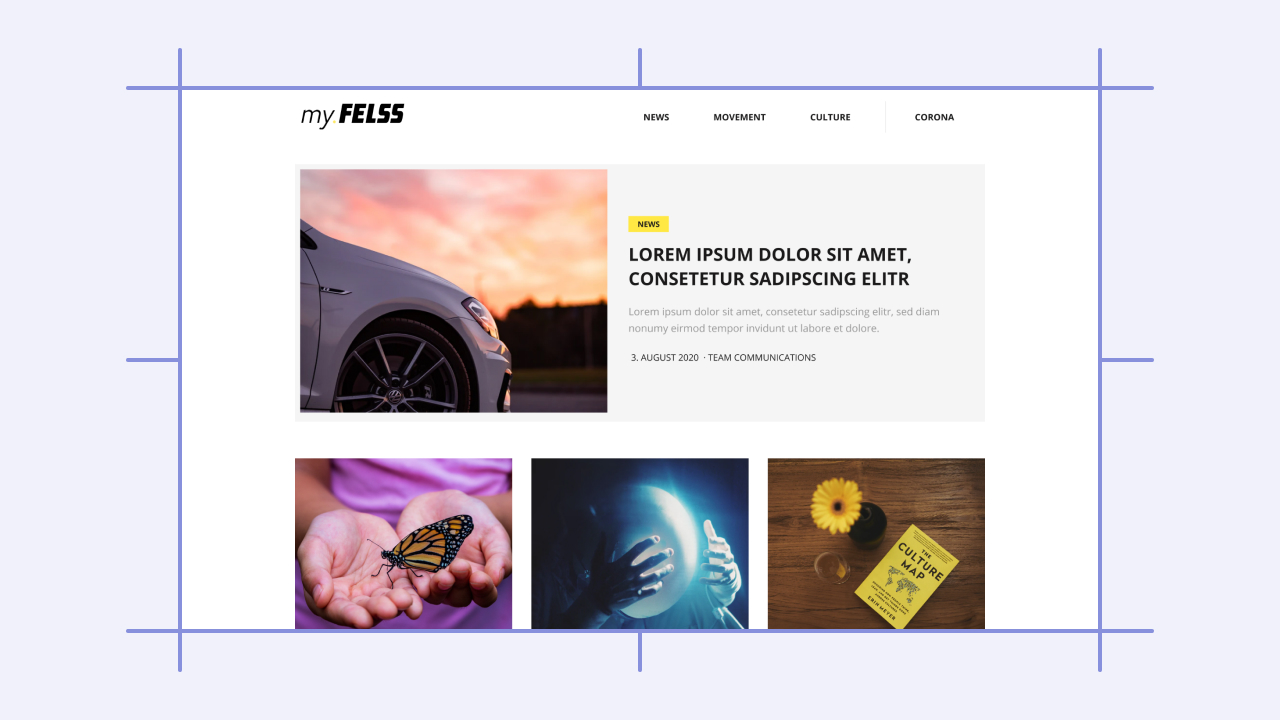 my.FELSS
NEWS
MOVEMENT
CULTURE
CORONA
NEWS
LOREM IPSUM DOLOR SIT AMET,
CONSETETUR SADIPSCING ELITR
Lorem ipsum dolor sit amet, consetetur sadipscing elitr, sed diam
nonumy eirmod tempor invidunt ut labore et dolore.
3. AUGUST 2020 · TEAM COMMUNICATIONS
THE
CULTURE
MAP
ERIN MEYER